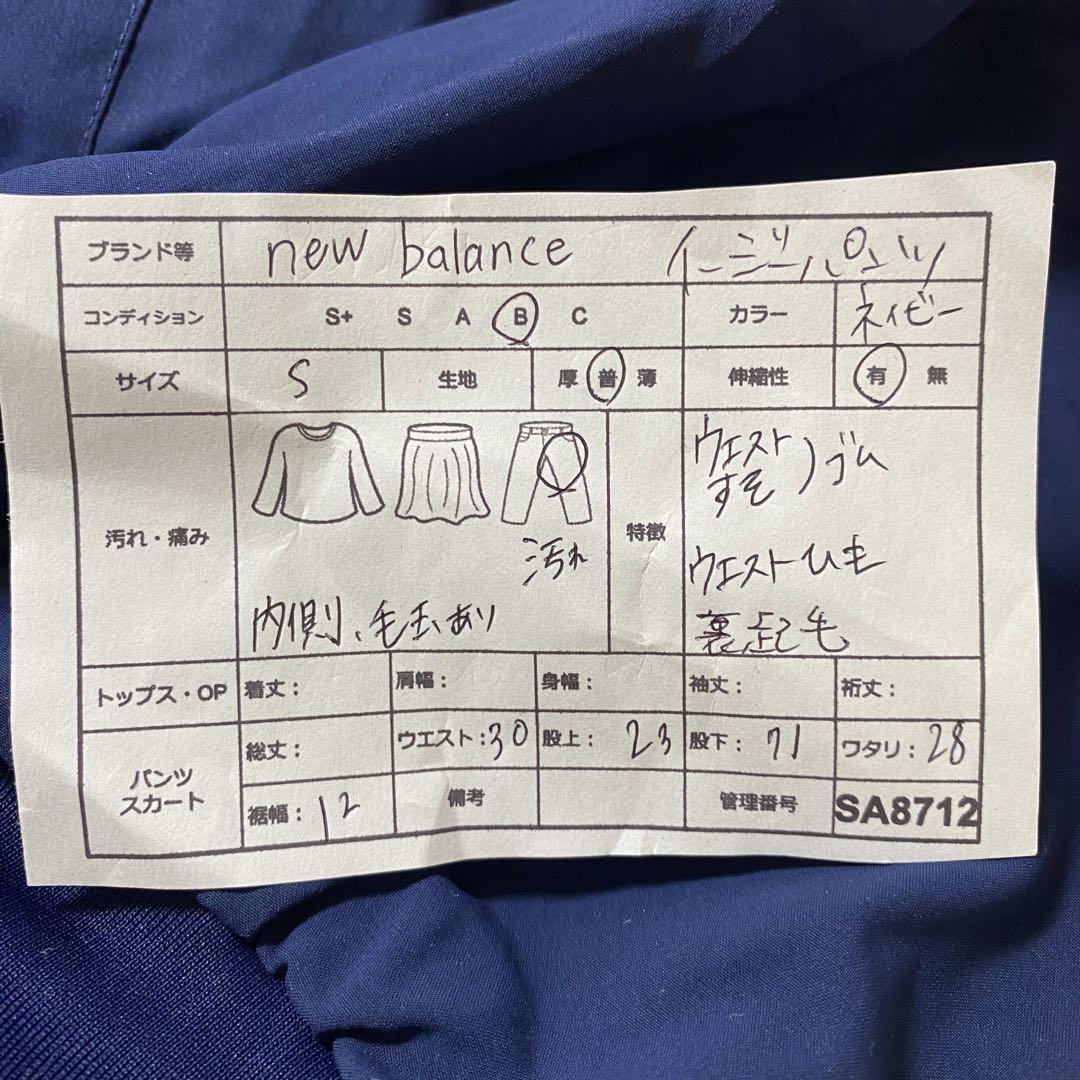 ブランド等 new balance イージーパンツ
コンディション S+ S A B C カラー ネイビー
サイズ S 生地 厚 普 薄 伸縮性 有 無
汚れ・痛み 汚れ
内側、毛玉あり
特徴 ウエスト
すそ ) ゴム
ウエストひも
裏起毛
トップス・OP 着丈: 肩幅: 身幅: 袖丈: 裄丈:
パンツ
スカート
総丈: ウエスト:30 股上: 23 股下: 71 ワタリ:28
裾幅:12 備考 管理番号 SA8712